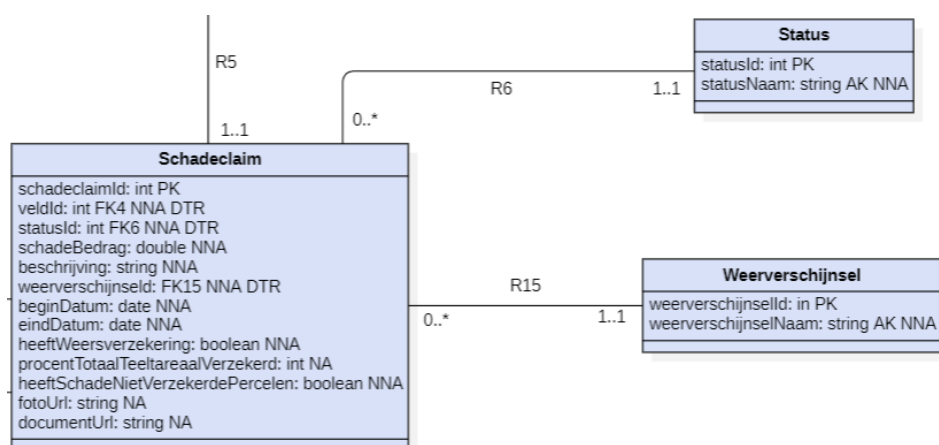 R5
1..1
0..*
R6
1..1
Status
statusId: int PK
statusNaam: string AK NNA
Schadeclaim
schadeclaimId: int PK
veldId: int FK4 NNA DTR
statusId: int FK6 NNA DTR
schadeBedrag: double NNA
beschrijving: string NNA
weerverschijnseld: FK15 NNA DTR
beginDatum: date NNA
eindDatum: date NNA
heeftWeersverzekering: boolean NNA
procentTotaalTeeltareaalVerzekerd: int NA
heeftSchadeNietVerzekerdePercelen: boolean NNA
fotoUrl: string NA
documentUrl: string NA
R15
0..*
1..1
Weerverschijnsel
weerverschijnselId: in PK
weerverschijnselNaam: string AK NNA